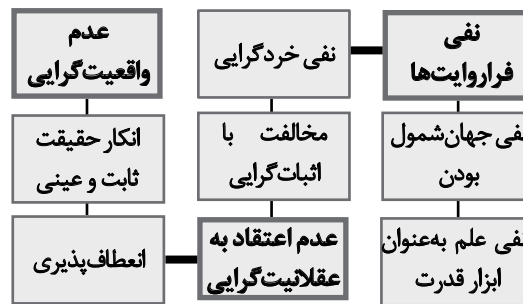 نفی
فراروایت‌ها
نفی جهان‌شمول
بودن
نفی علم به‌عنوان
ابزار قدرت
نفی خردگرایی
مخالفت با
اثبات‌گرایی
عدم اعتقاد به
عقلانیت‌گرایی
عدم
واقعیت‌گرایی
انکار حقیقت
ثابت و عینی
انعطاف‌پذیری